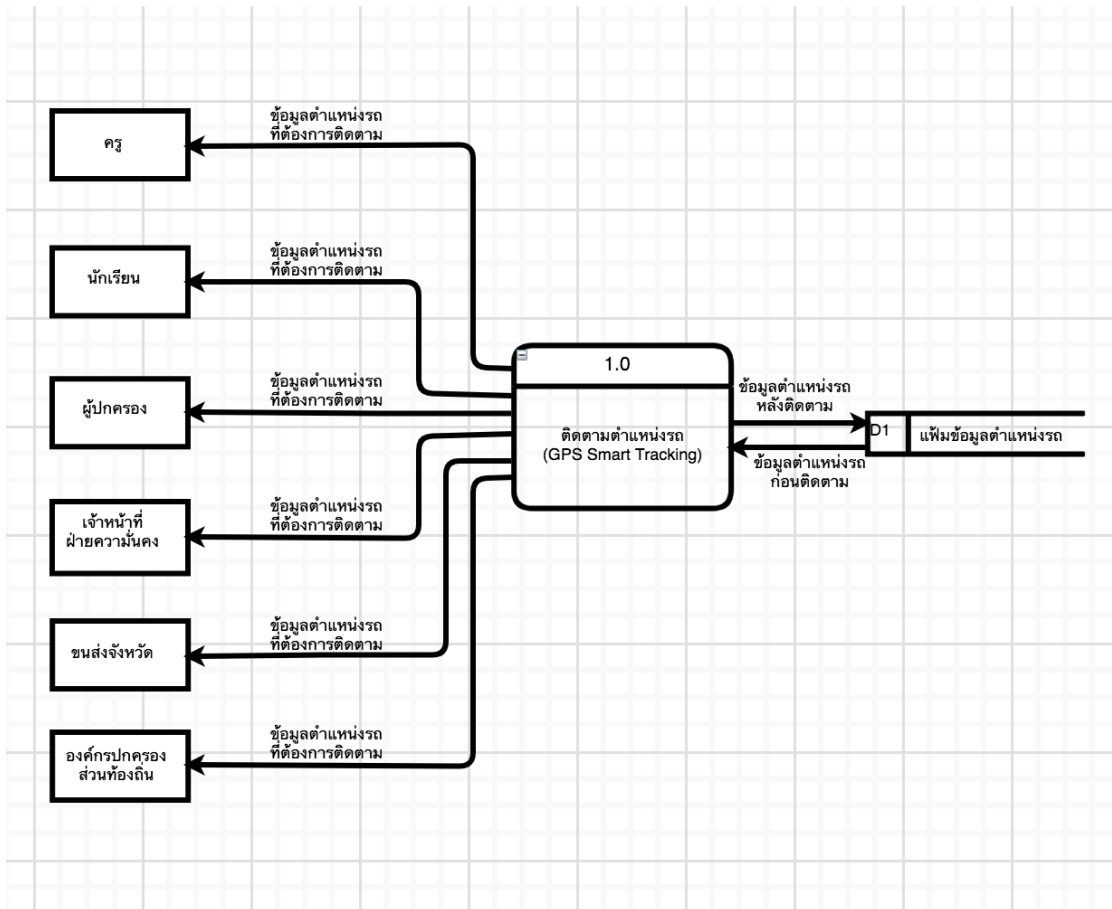 ข้อมูลตำแหน่งรถ
ที่ต้องการติดตาม
ครู
ข้อมูลตำแหน่งรถ
ที่ต้องการติดตาม
นักเรียน
1.0
ข้อมูลตำแหน่งรถ
ที่ต้องการติดตาม
ผู้ปกครอง
ติดตามตำแหน่งรถ
(GPS Smart Tracking)
ข้อมูลตำแหน่งรถ
หลังติดตาม
D1
แฟ้มข้อมูลตำแหน่งรถ
ข้อมูลตำแหน่งรถ
ก่อนติดตาม
ข้อมูลตำแหน่งรถ
ที่ต้องการติดตาม
เจ้าหน้าที่
ฝ่ายความั่นคง
ข้อมูลตำแหน่งรถ
ที่ต้องการติดตาม
ขนส่งจังหวัด
ข้อมูลตำแหน่งรถ
ที่ต้องการติดตาม
องค์กรปกครอง
ส่วนท้องถิ่น